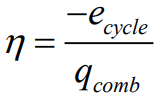 η = −e_cycle / q_comb